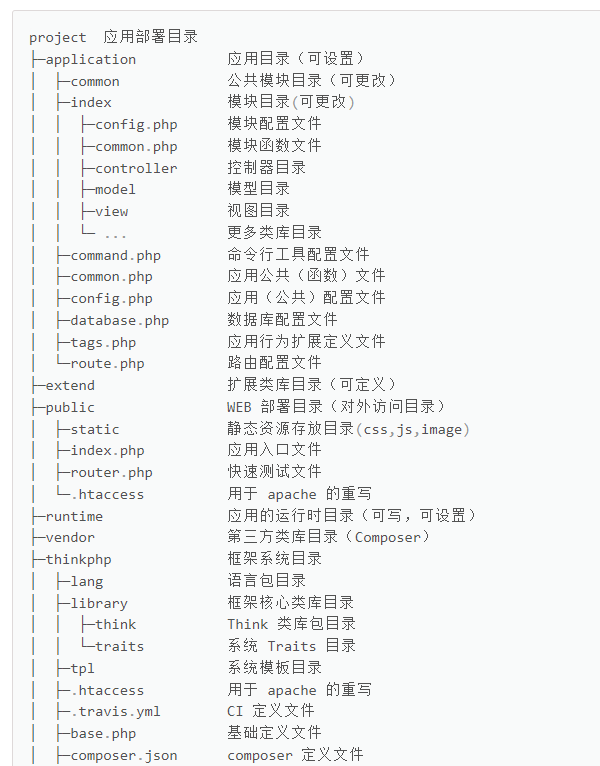 project  应用部署目录
├─application           应用目录（可设置）
│  ├─common             公共模块目录（可更改）
│  ├─index              模块目录(可更改)
│  │  ├─config.php      模块配置文件
│  │  ├─common.php      模块函数文件
│  │  ├─controller      控制器目录
│  │  ├─model           模型目录
│  │  ├─view            视图目录
│  │  └─ ...            更多类库目录
│  ├─command.php        命令行工具配置文件
│  ├─common.php         应用公共（函数）文件
│  ├─config.php         应用（公共）配置文件
│  ├─database.php       数据库配置文件
│  ├─tags.php           应用行为扩展定义文件
│  └─route.php          路由配置文件
├─extend                扩展类库目录（可定义）
├─public                WEB 部署目录（对外访问目录）
│  ├─static             静态资源存放目录(css,js,image)
│  ├─index.php          应用入口文件
│  ├─router.php         快速测试文件
│  └─.htaccess          用于 apache 的重写
├─runtime               应用的运行时目录（可写，可设置）
├─vendor                第三方类库目录（Composer）
├─thinkphp              框架系统目录
│  ├─lang               语言包目录
│  ├─library            框架核心类库目录
│  │  ├─think           Think 类库包目录
│  │  └─traits          系统 Traits 目录
│  ├─tpl                系统模板目录
│  ├─.htaccess          用于 apache 的重写
│  ├─.travis.yml        CI 定义文件
│  ├─base.php           基础定义文件
│  ├─composer.json      composer 定义文件